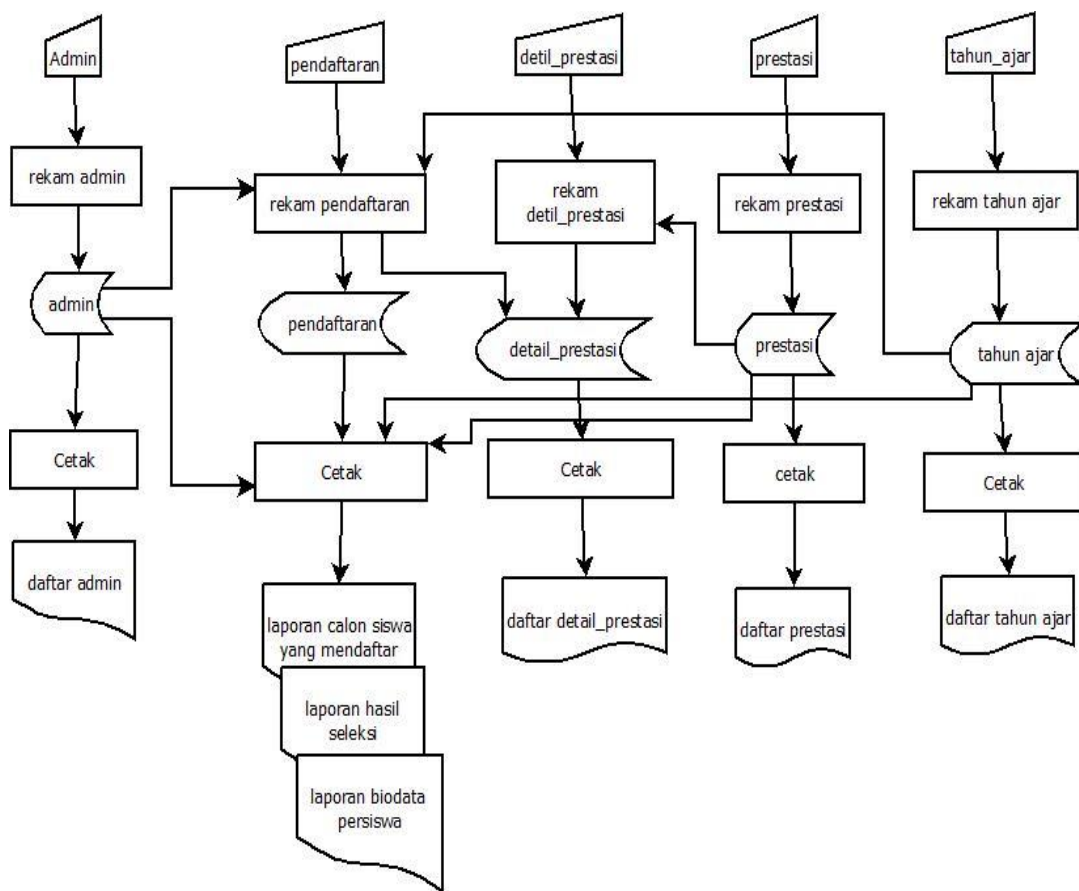 Admin
pendaftaran
detil_prestasi
prestasi
tahun_ajar
rekam admin
rekam pendaftaran
rekam
detil_prestasi
rekam prestasi
rekam tahun ajar
admin
pendaftaran
detail_prestasi
prestasi
tahun ajar
Cetak
Cetak
Cetak
cetak
Cetak
daftar admin
laporan calon siswa
yang mendaftar
laporan hasil
seleksi
laporan biodata
persiswa
daftar detail_prestasi
daftar prestasi
daftar tahun ajar